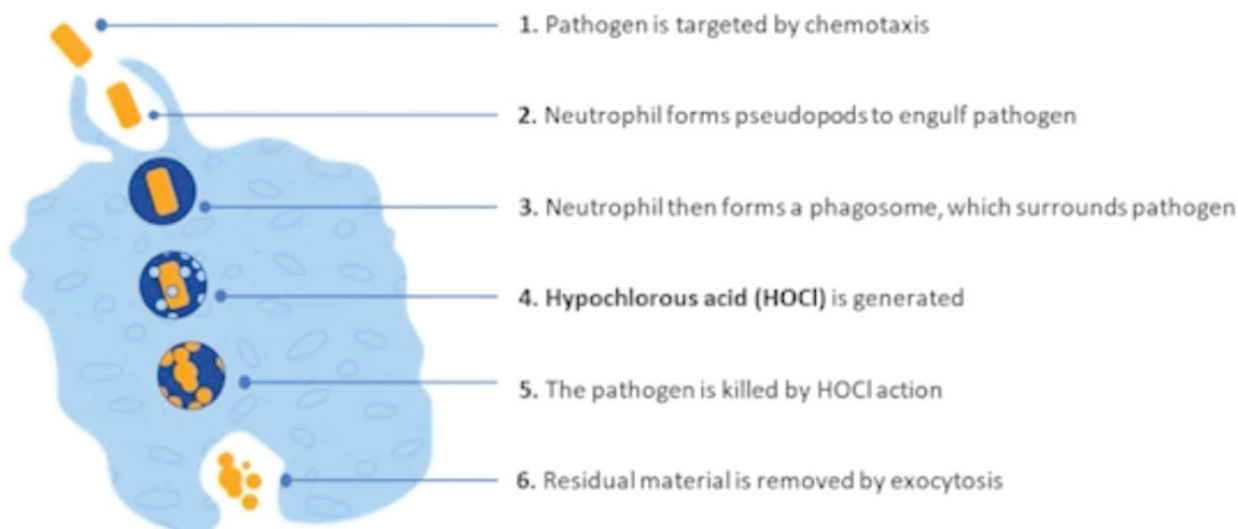 1. Pathogen is targeted by chemotaxis
2. Neutrophil forms pseudopods to engulf pathogen
3. Neutrophil then forms a phagosome, which surrounds pathogen
4. Hypochlorous acid (HOCl) is generated
5. The pathogen is killed by HOCl action
6. Residual material is removed by exocytosis